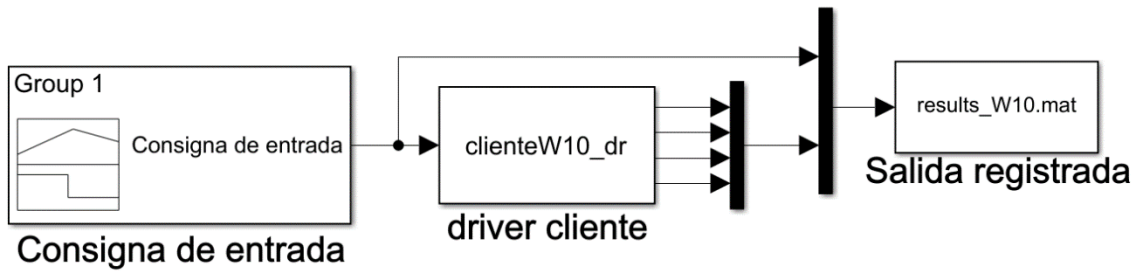 Group 1
Consigna de entrada
Consigna de entrada
clienteW10_dr
driver cliente
results_W10.mat
Salida registrada